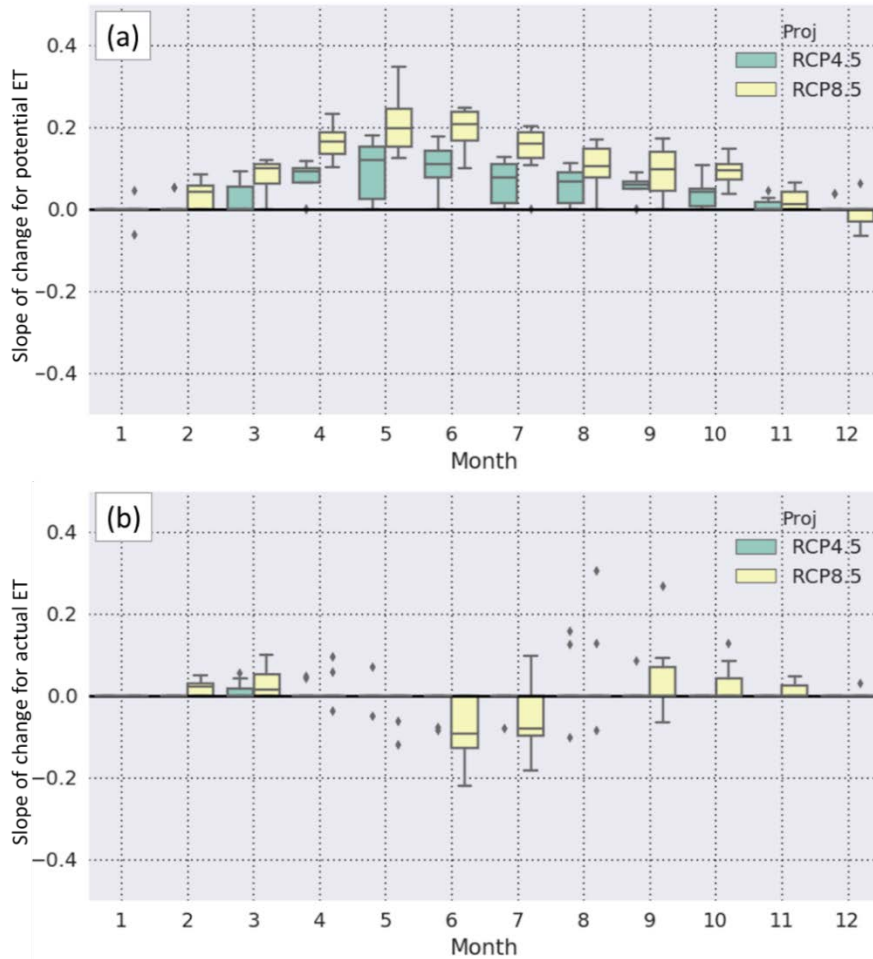 (a)
Proj
RCP4.5
RCP8.5
Slope of change for potential ET
0.4
0.2
0.0
−0.2
−0.4
1 2 3 4 5 6 7 8 9 10 11 12
Month
(b)
Proj
RCP4.5
RCP8.5
Slope of change for actual ET
0.4
0.2
0.0
−0.2
−0.4
1 2 3 4 5 6 7 8 9 10 11 12
Month